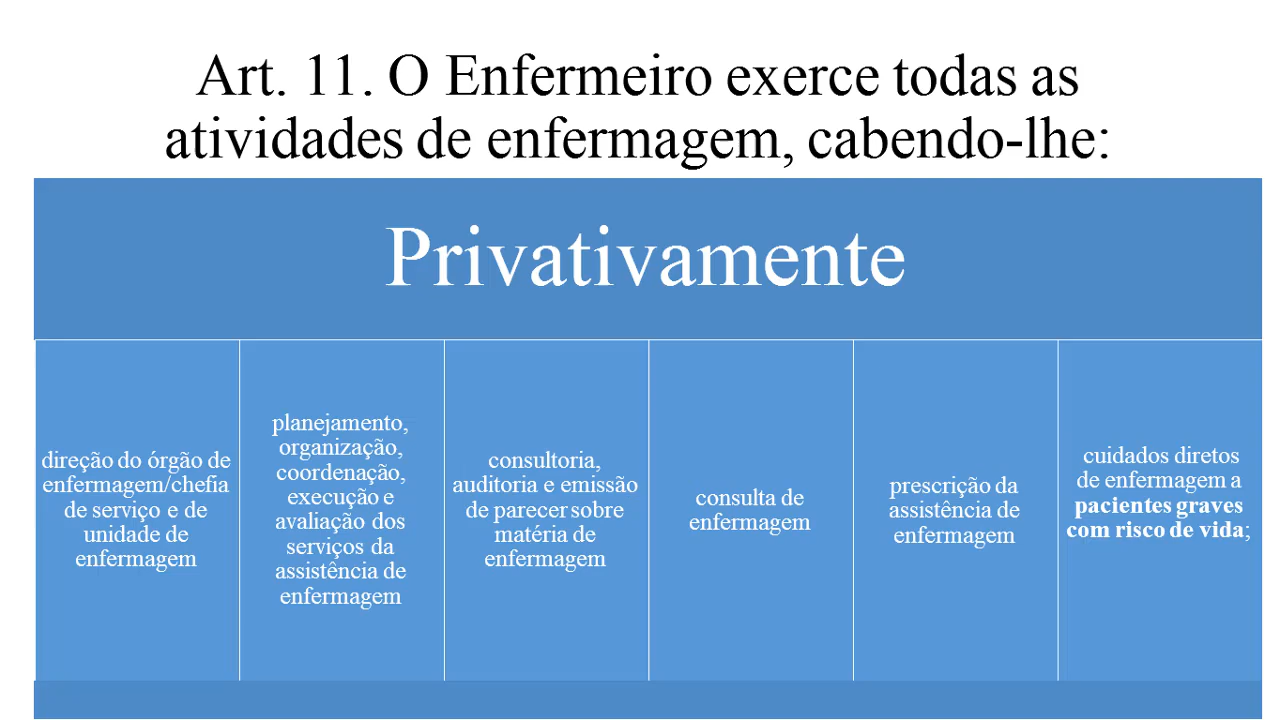 Art. 11. O Enfermeiro exerce todas as
atividades de enfermagem, cabendo-lhe:
Privativamente
direção do órgão de
enfermagem/chefia
de serviço e de
unidade de
enfermagem
planejamento,
organização,
coordenação,
execução e
avaliação dos
serviços da
assistência de
enfermagem
consultoria,
auditoria e emissão
de parecer sobre
matéria de
enfermagem
consulta de
enfermagem
prescrição da
assistência de
enfermagem
cuidados diretos
de enfermagem a
pacientes graves
com risco de vida;